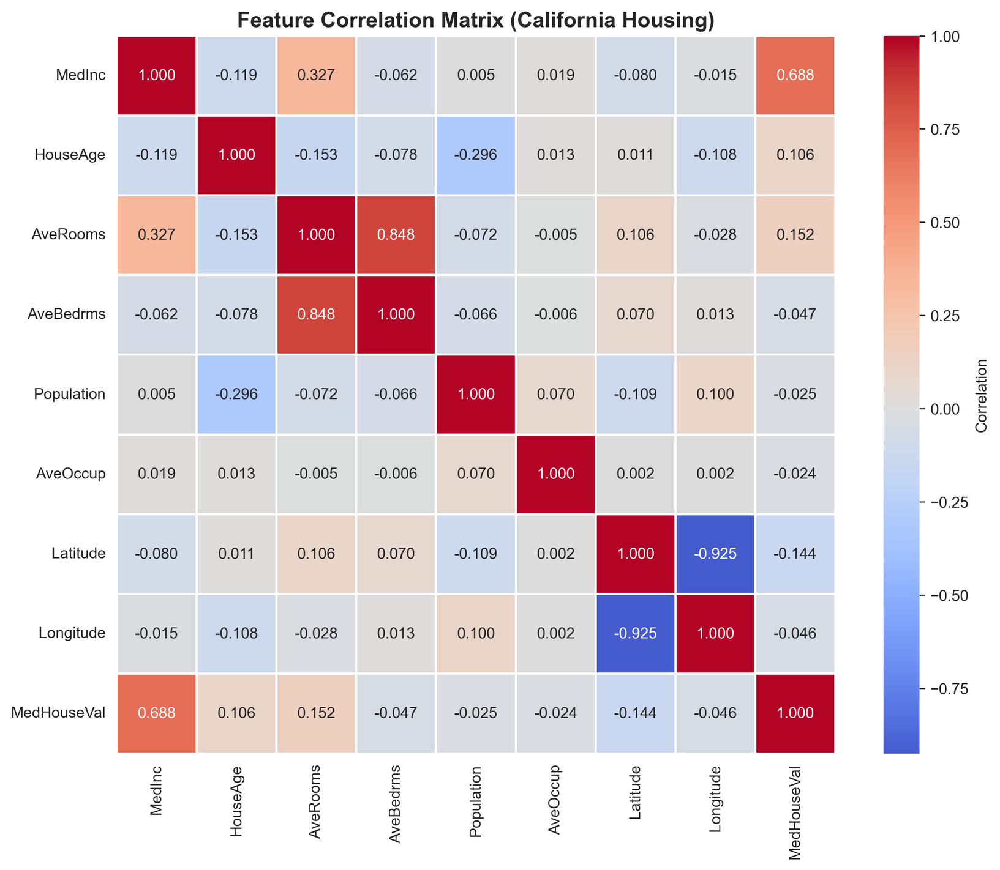 Feature Correlation Matrix (California Housing)
MedInc 1.000 -0.119 0.327 -0.062 0.005 0.019 -0.080 -0.015 0.688
HouseAge -0.119 1.000 -0.153 -0.078 -0.296 0.013 0.011 -0.108 0.106
AveRooms 0.327 -0.153 1.000 0.848 -0.072 -0.005 0.106 -0.028 0.152
AveBedrms -0.062 -0.078 0.848 1.000 -0.066 -0.006 0.070 0.013 -0.047
Population 0.005 -0.296 -0.072 -0.066 1.000 0.070 -0.109 0.100 -0.025
AveOccup 0.019 0.013 -0.005 -0.006 0.070 1.000 0.002 0.002 -0.024
Latitude -0.080 0.011 0.106 0.070 -0.109 0.002 1.000 -0.925 -0.144
Longitude -0.015 -0.108 -0.028 0.013 0.100 0.002 -0.925 1.000 -0.046
MedHouseVal 0.688 0.106 0.152 -0.047 -0.025 -0.024 -0.144 -0.046 1.000
MedInc
HouseAge
AveRooms
AveBedrms
Population
AveOccup
Latitude
Longitude
MedHouseVal
1.00
0.75
0.50
0.25
0.00
−0.25
−0.50
−0.75
Correlation